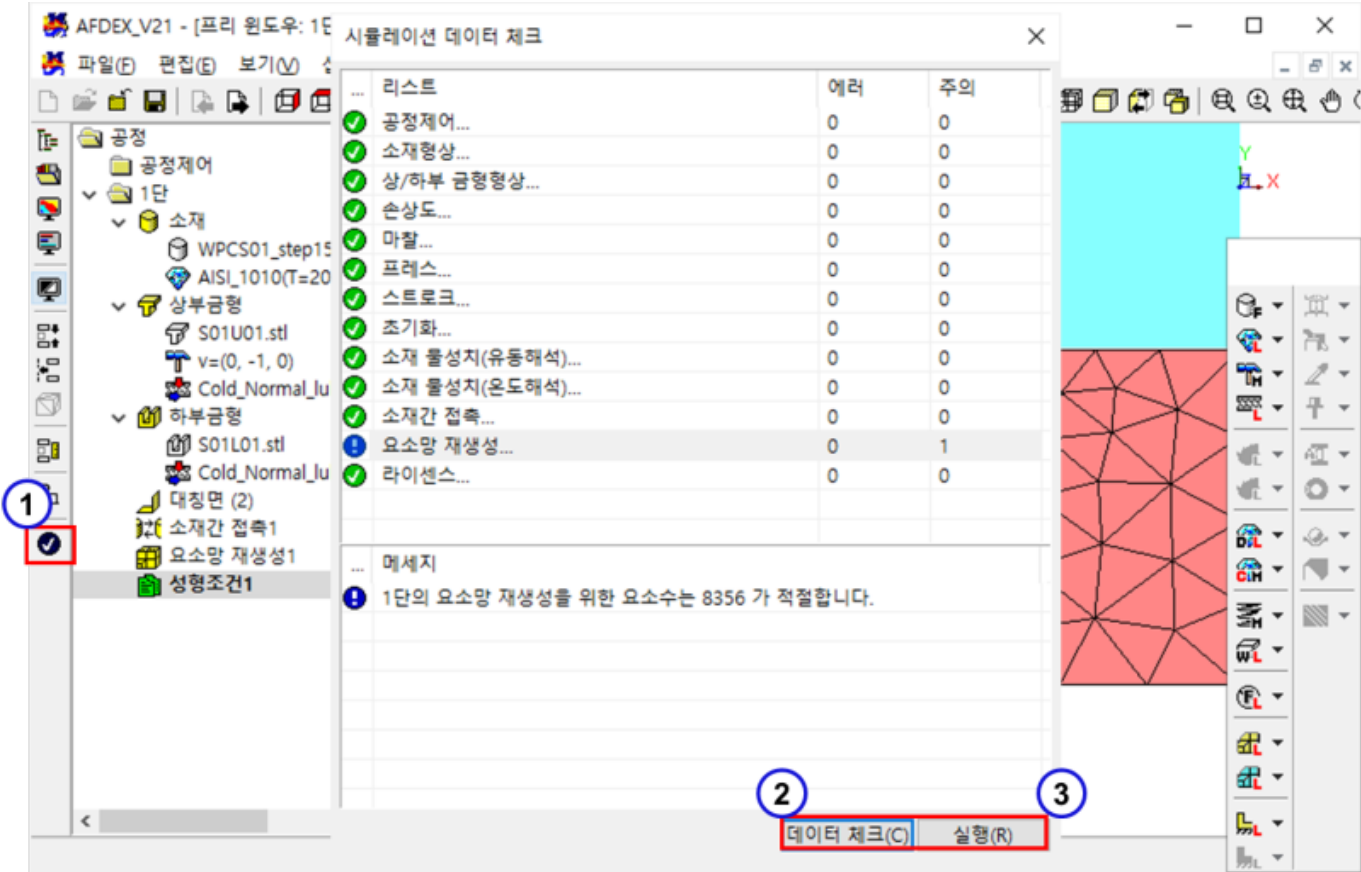 AFDEX_V21 - [프리 윈도우: 1단
파일(F) 편집(E) 보기(V)
공정
공정제어
1단
소재
WPCS01_step15
AISI_1010(T=20
상부금형
S01U01.stl
v=(0, -1, 0)
Cold_Normal_lu
하부금형
S01L01.stl
Cold_Normal_lu
대칭면 (2)
소재간 접촉1
요소망 재생성1
성형조건1
1
시뮬레이션 데이터 체크
... 리스트 에러 주의
공정제어... 0 0
소재형상... 0 0
상/하부 금형형상... 0 0
손상도... 0 0
마찰... 0 0
프레스... 0 0
스트로크... 0 0
초기화... 0 0
소재 물성치(유동해석)... 0 0
소재 물성치(온도해석)... 0 0
소재간 접촉... 0 0
요소망 재생성... 0 1
라이센스... 0 0
... 메세지
1단의 요소망 재생성을 위한 요소수는 8356 가 적절합니다.
2
3
데이터 체크(C) 실행(R)
Y
X